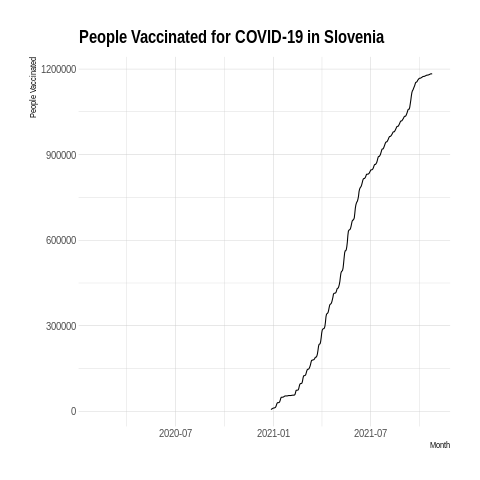 People Vaccinated for COVID-19 in Slovenia
People Vaccinated
1200000
900000
600000
300000
0
2020-07
2021-01
2021-07
Month